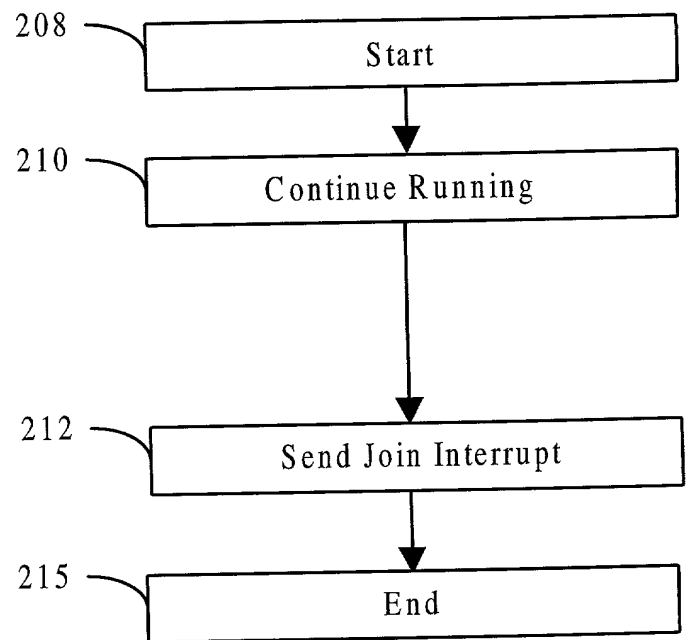 208
Start
210
Continue Running
212
Send Join Interrupt
215
End